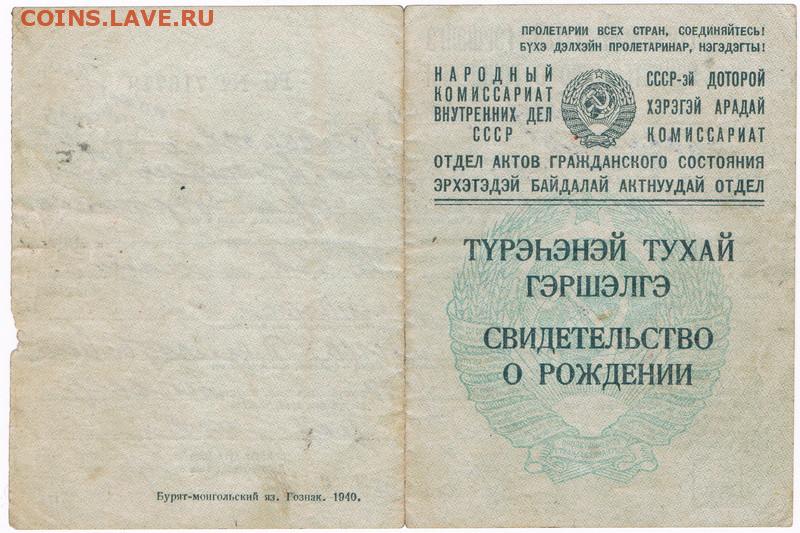 COINS.LAVE.RU
ПРОЛЕТАРИИ ВСЕХ СТРАН, СОЕДИНЯЙТЕСЬ!
БҮХЭ ДЭЛХЭЙН ПРОЛЕТАРИНАР, НЭГЭДЭГТЫ!
НАРОДНЫЙ
КОМИССАРИАТ
ВНУТРЕННИХ ДЕЛ
СССР
СССР-эй ДОТОРОЙ
ХЭРЭГЭЙ АРАДАЙ
КОМИССАРИАТ
ОТДЕЛ АКТОВ ГРАЖДАНСКОГО СОСТОЯНИЯ
ЭРХЭТЭДЭЙ БАЙДАЛАЙ АКТНУУДАЙ ОТДЕЛ
ТҮРЭҺЭНЭЙ ТУХАЙ
ГЭРШЭЛГЭ
СВИДЕТЕЛЬСТВО
О РОЖДЕНИИ
Бурят-монгольский яз. Гознак. 1940.